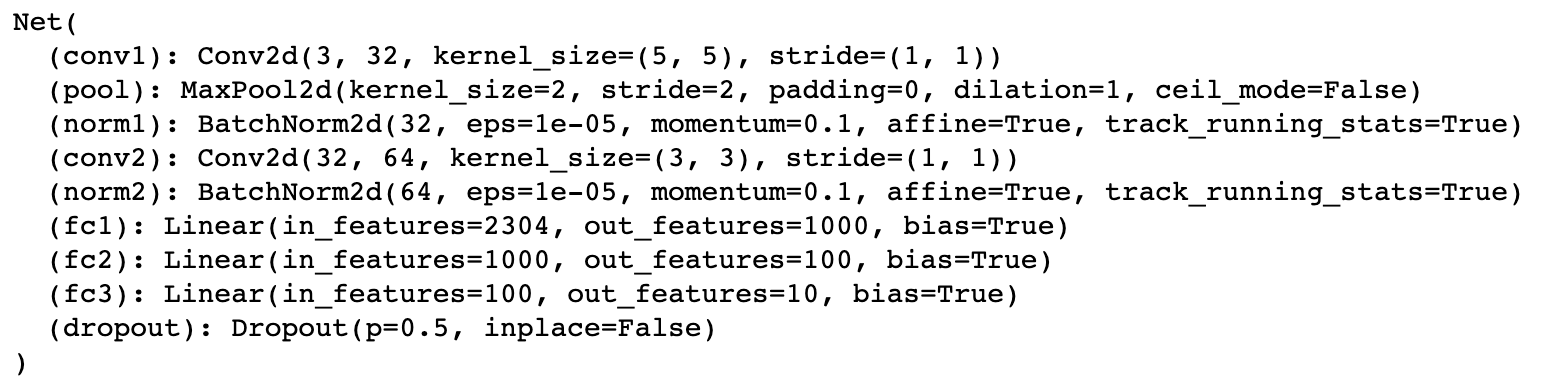 Net(
  (conv1): Conv2d(3, 32, kernel_size=(5, 5), stride=(1, 1))
  (pool): MaxPool2d(kernel_size=2, stride=2, padding=0, dilation=1, ceil_mode=False)
  (norm1): BatchNorm2d(32, eps=1e-05, momentum=0.1, affine=True, track_running_stats=True)
  (conv2): Conv2d(32, 64, kernel_size=(3, 3), stride=(1, 1))
  (norm2): BatchNorm2d(64, eps=1e-05, momentum=0.1, affine=True, track_running_stats=True)
  (fc1): Linear(in_features=2304, out_features=1000, bias=True)
  (fc2): Linear(in_features=1000, out_features=100, bias=True)
  (fc3): Linear(in_features=100, out_features=10, bias=True)
  (dropout): Dropout(p=0.5, inplace=False)
)